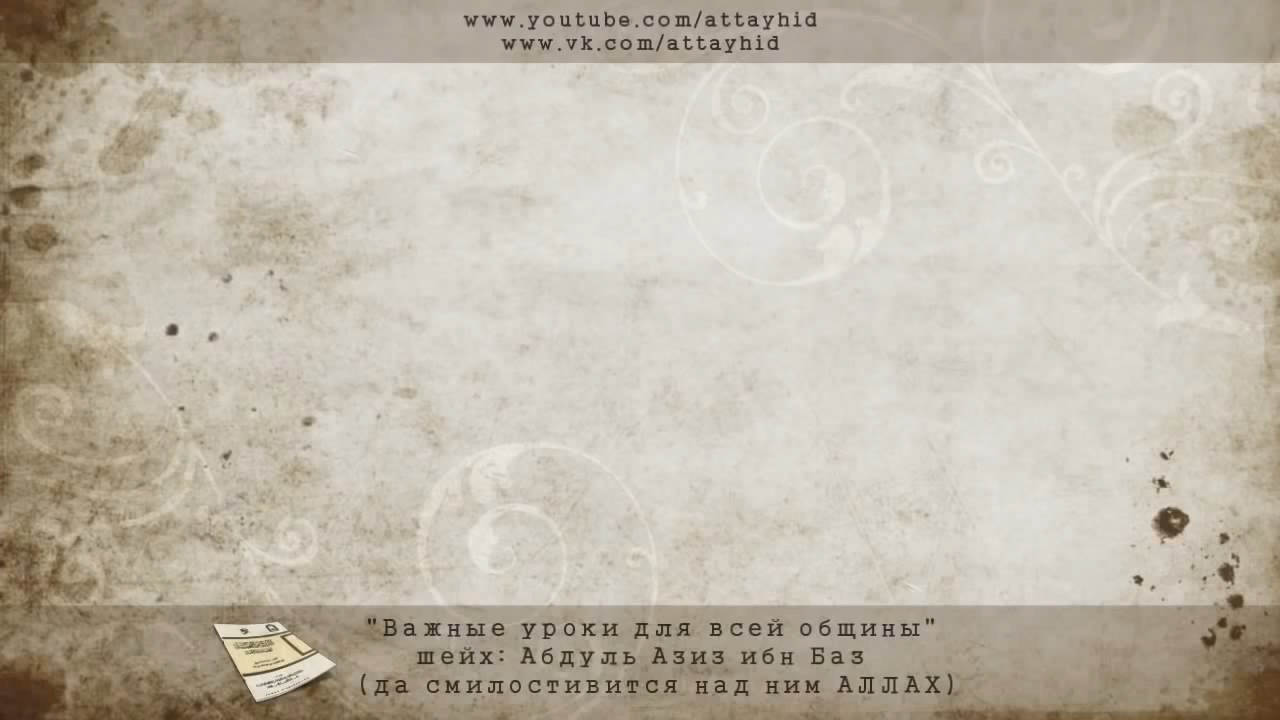 www.youtube.com/attayhid
www.vk.com/attayhid
"Важные уроки для всей общины"
шейх: Абдуль Азиз ибн Баз
(да смилостивится над ним АЛЛАХ)